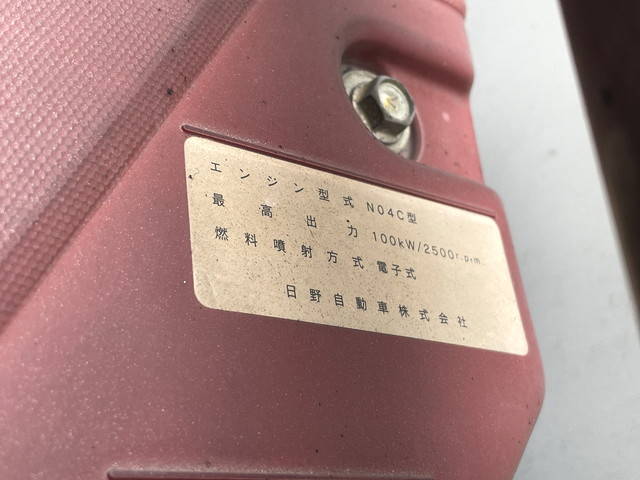 エンジン型式 N04C型
最高出力 100kW/2500r.p.m
燃料噴射方式 電子式
日野自動車株式会社